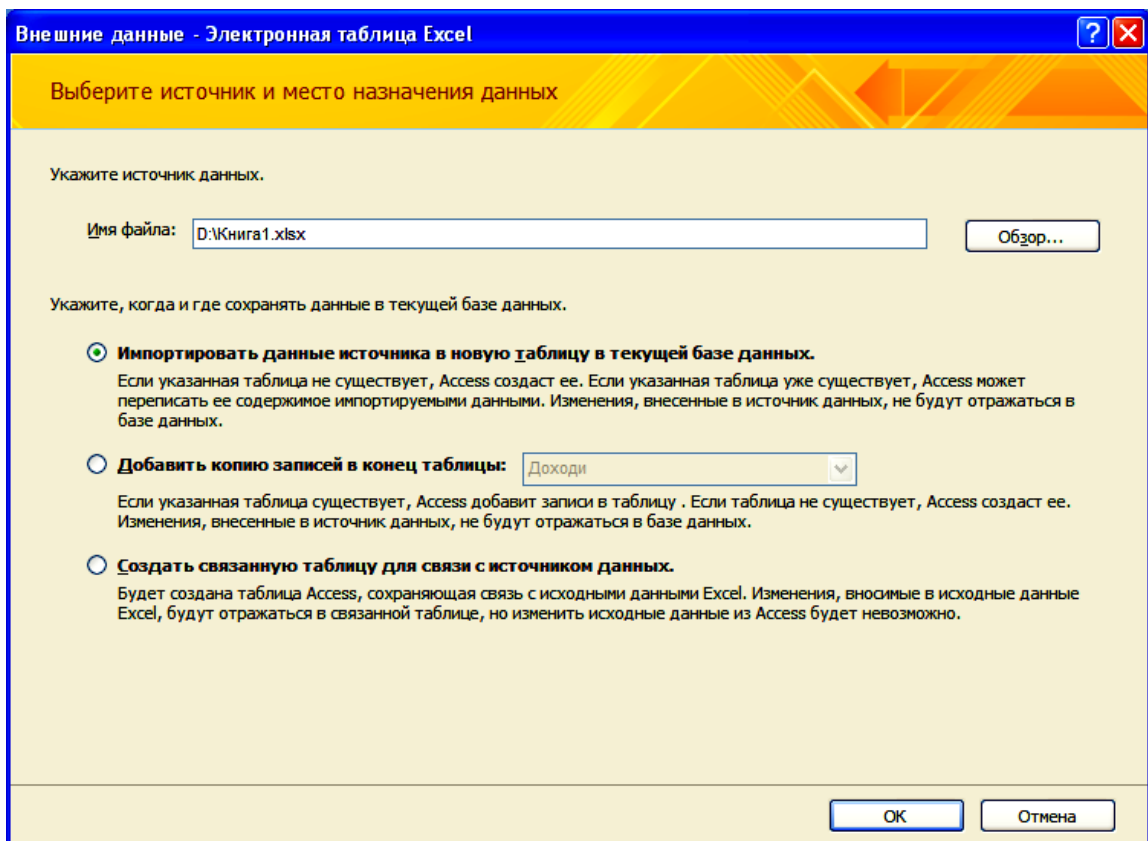 Внешние данные - Электронная таблица Excel
Выберите источник и место назначения данных
Укажите источник данных.
Имя файла: D:\Книга1.xlsx Обзор...
Укажите, когда и где сохранять данные в текущей базе данных.
Импортировать данные источника в новую таблицу в текущей базе данных.
Если указанная таблица не существует, Access создаст ее. Если указанная таблица уже существует, Access может
переписать ее содержимое импортируемыми данными. Изменения, внесенные в источник данных, не будут отражаться в
базе данных.
Добавить копию записей в конец таблицы: Доходи
Если указанная таблица существует, Access добавит записи в таблицу . Если таблица не существует, Access создаст ее.
Изменения, внесенные в источник данных, не будут отражаться в базе данных.
Создать связанную таблицу для связи с источником данных.
Будет создана таблица Access, сохраняющая связь с исходными данными Excel. Изменения, вносимые в исходные данные
Excel, будут отражаться в связанной таблице, но изменить исходные данные из Access будет невозможно.
ОК Отмена